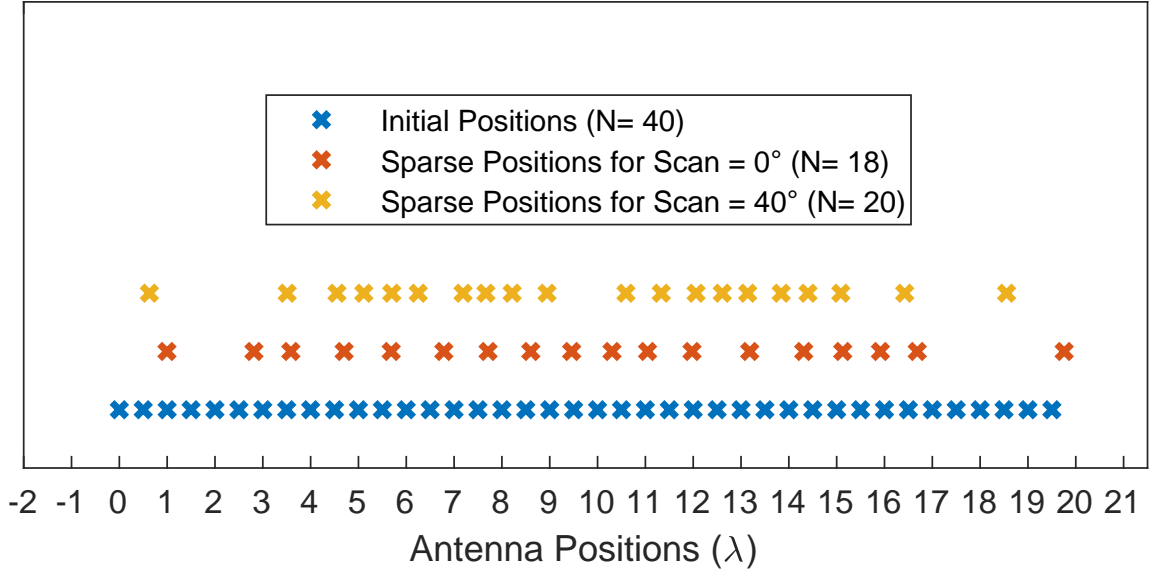 Initial Positions (N= 40)
Sparse Positions for Scan = 0° (N= 18)
Sparse Positions for Scan = 40° (N= 20)
-2 -1 0 1 2 3 4 5 6 7 8 9 10 11 12 13 14 15 16 17 18 19 20 21
Antenna Positions (λ)